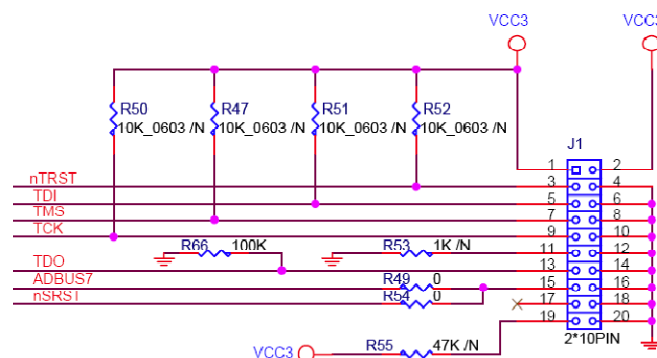 VCC3 VCC3
R50 R47 R51 R52
10K_0603 /N 10K_0603 /N 10K_0603 /N 10K_0603 /N
J1
1 2
nTRST 3 4
TDI 5 6
TMS 7 8
TCK 9 10
R66 100K R53 1K /N 11 12
TDO 13 14
ADBUS7 R49 0 15 16
nSRST R54 0 17 18
19 20
2*10PIN
VCC3 R55 47K /N